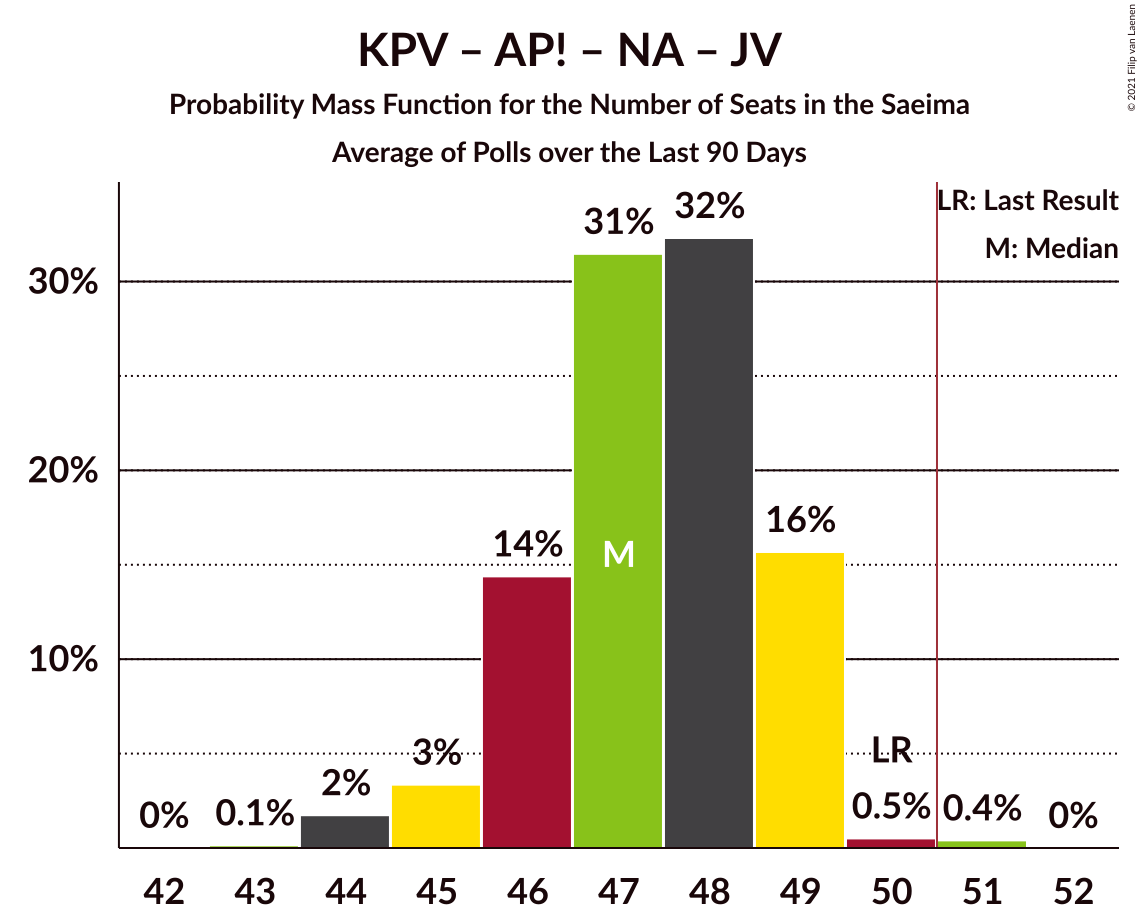 KPV – AP! – NA – JV
Probability Mass Function for the Number of Seats in the Saeima
Average of Polls over the Last 90 Days
© 2021 Filip van Laenen
LR: Last Result
M: Median
30%
20%
10%
0%
0.1%
2%
3%
14%
31%
M
32%
16%
LR
0.5%
0.4%
0%
42 43 44 45 46 47 48 49 50 51 52